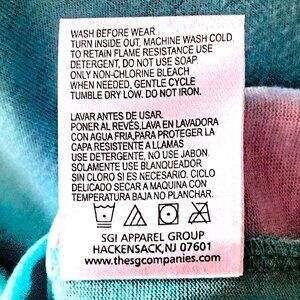 WASH BEFORE WEAR.
TURN INSIDE OUT, MACHINE WASH COLD.
TO RETAIN FLAME RESISTANCE USE
DETERGENT, DO NOT USE SOAP.
ONLY NON-CHLORINE BLEACH
WHEN NEEDED, GENTLE CYCLE
TUMBLE DRY LOW. DO NOT IRON.
LAVAR ANTES DE USAR.
PONER AL REVÉS,LAVA EN LAVADORA
CON AGUA FRIA,PARA PROTEGER LA
CAPA RESISTENTE A LLAMAS
USE DETERGENTE, NO USE JABON.
SOLAMENTE USE BLANQUEADOR
SIN CLORO SI ES NECESARIO. CICLO
DELICADO SECAR A MAQUINA CON
TEMPERATURA BAJA,NO PLANCHAR.
SGI APPAREL GROUP
HACKENSACK,NJ 07601
www.thesgcompanies.com